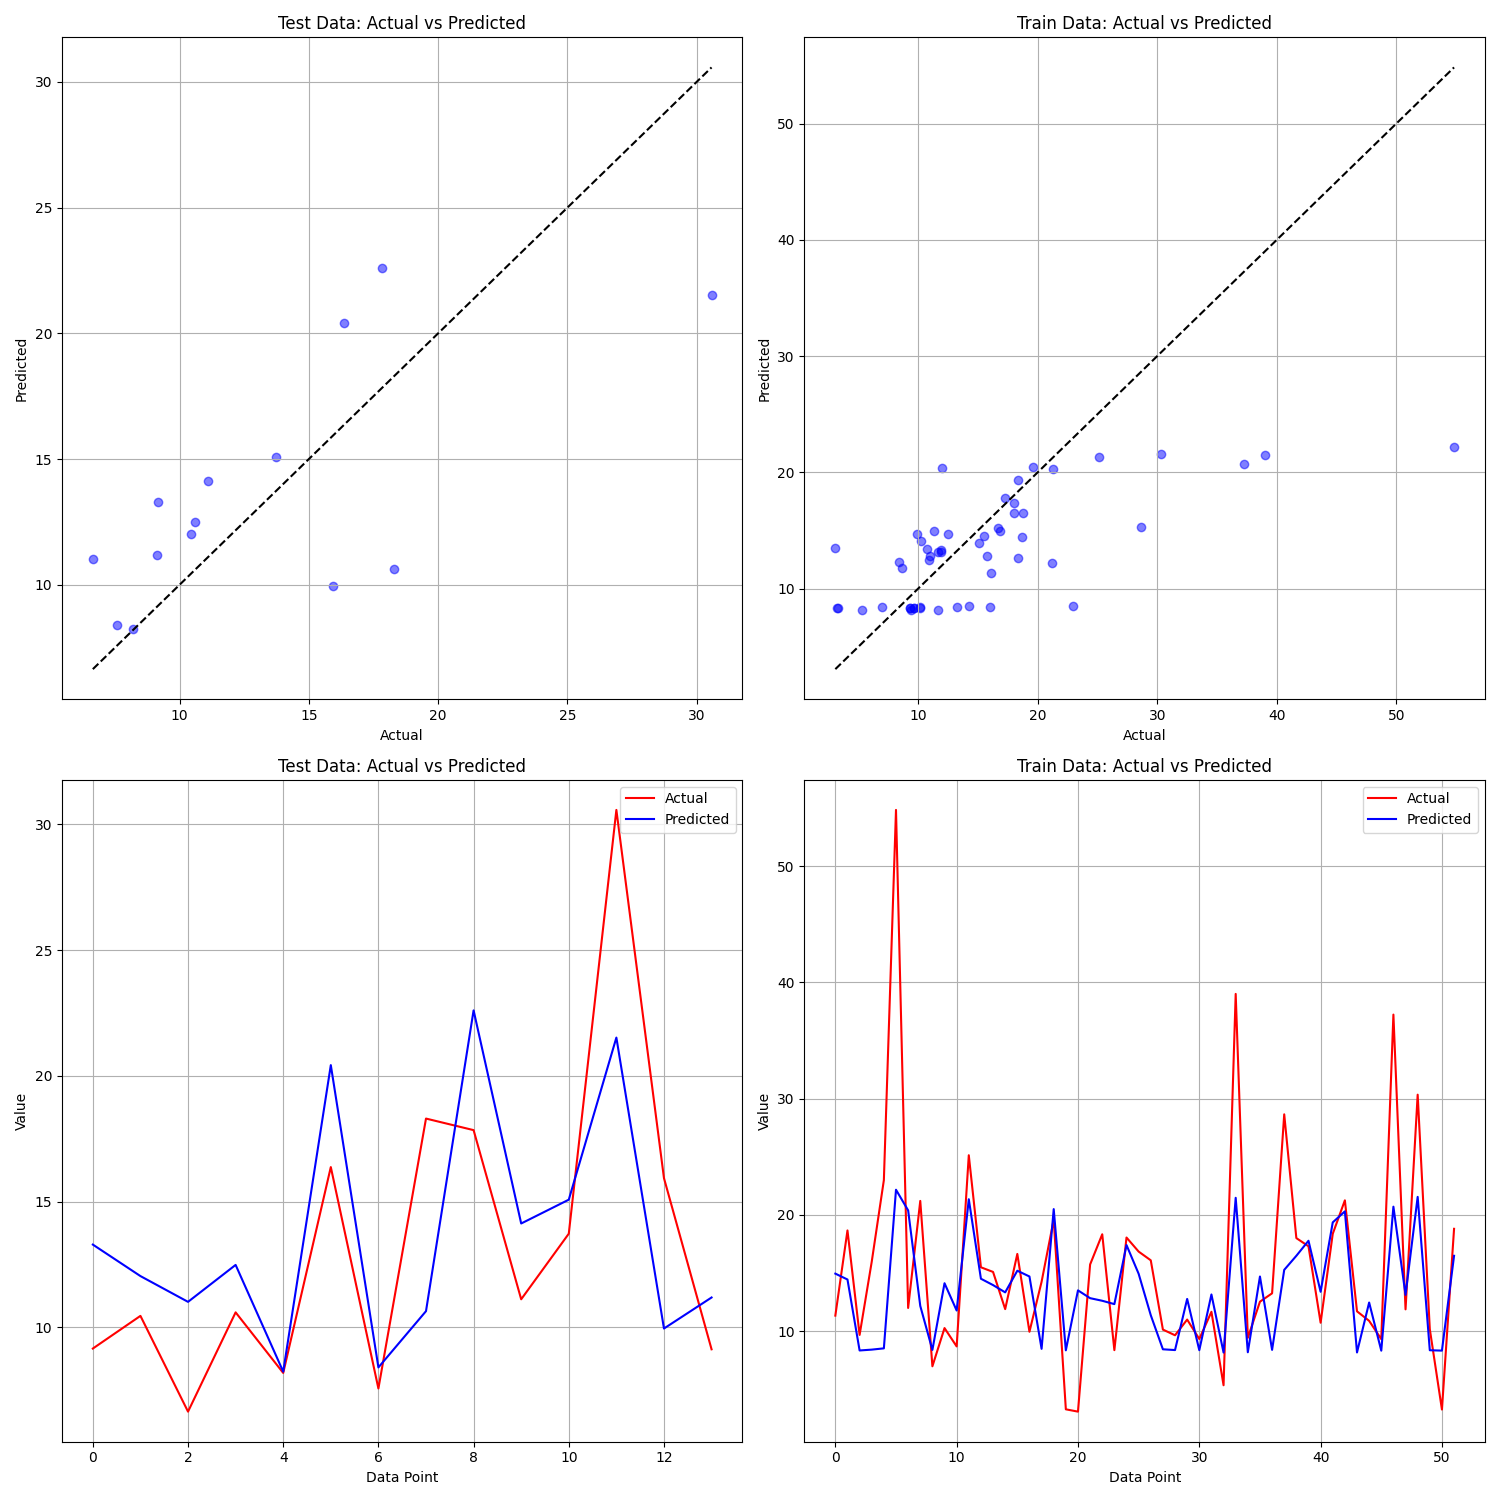 Test Data: Actual vs Predicted
30
25
20
15
10
Predicted
10 15 20 25 30
Actual
Train Data: Actual vs Predicted
50
40
30
20
10
Predicted
10 20 30 40 50
Actual
Test Data: Actual vs Predicted
Actual
Predicted
30
25
20
15
10
Value
0 2 4 6 8 10 12
Data Point
Train Data: Actual vs Predicted
Actual
Predicted
50
40
30
20
10
Value
0 10 20 30 40 50
Data Point